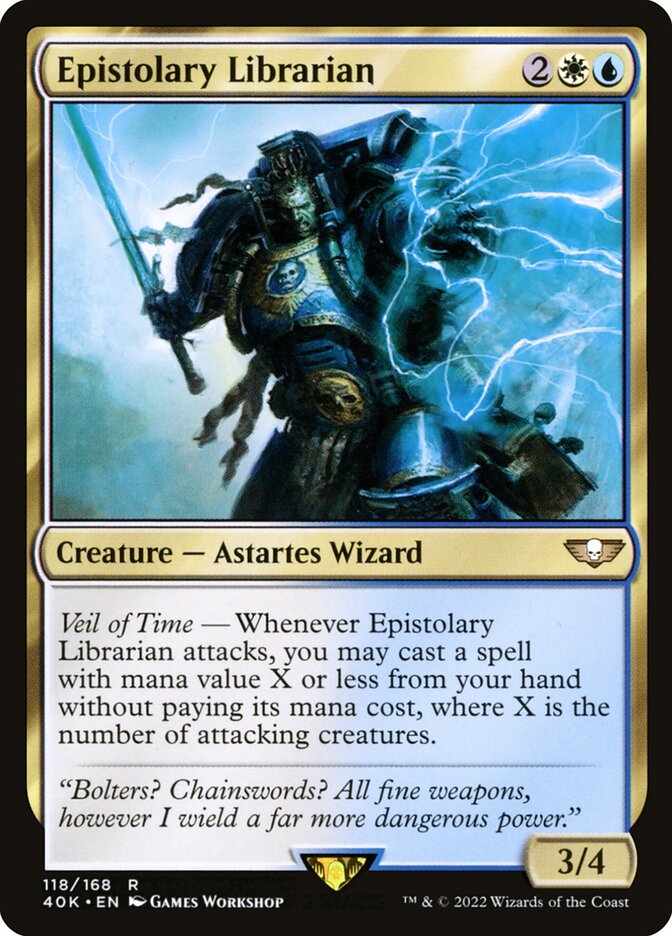 Epistolary Librarian 2
Creature — Astartes Wizard
Veil of Time — Whenever Epistolary
Librarian attacks, you may cast a spell
with mana value X or less from your hand
without paying its mana cost, where X is the
number of attacking creatures.
“Bolters? Chainswords? All fine weapons,
however I wield a far more dangerous power.”
3/4
118/168 R
40K • EN GAMES WORKSHOP
™ & © 2022 Wizards of the Coast